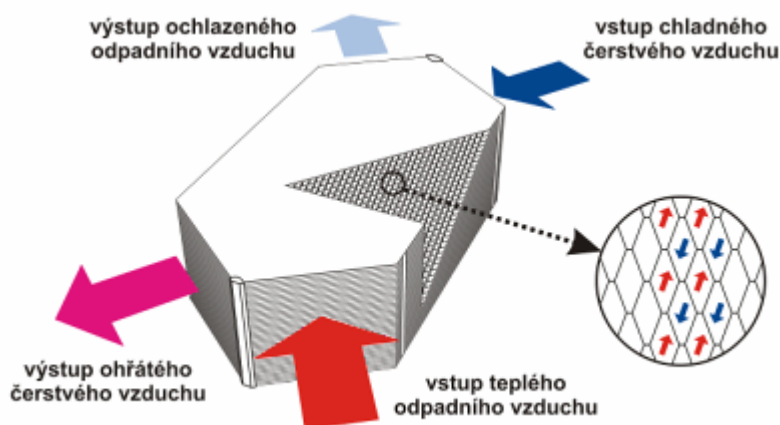 výstup ochlazeného
odpadního vzduchu
vstup chladného
čerstvého vzduchu
výstup ohřátého
čerstvého vzduchu
vstup teplého
odpadního vzduchu